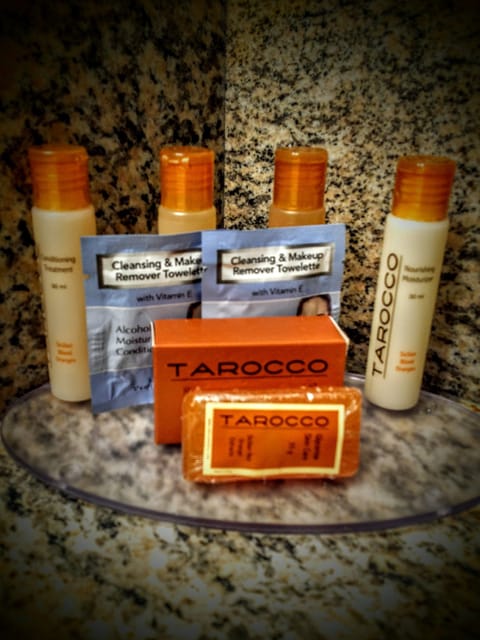 Conditioning
Treatment
30 ml
Sicilian
Blood
Oranges
Cleansing & Make
Remover Towelette
with Vitamin E
Alcohol
Moistur
Conditio
Cleansing & Makeup
Remover Towelette
with Vitamin E
TAROCCO
Nourishing
Moisturizer
30 ml
Sicilian
Blood
Oranges
TAROCCO
TAROCCO